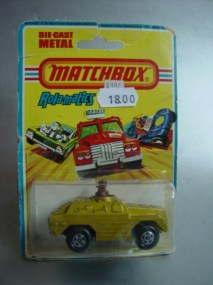 DIE-CAST
METAL
MATCHBOX
Rola-matics
18.00